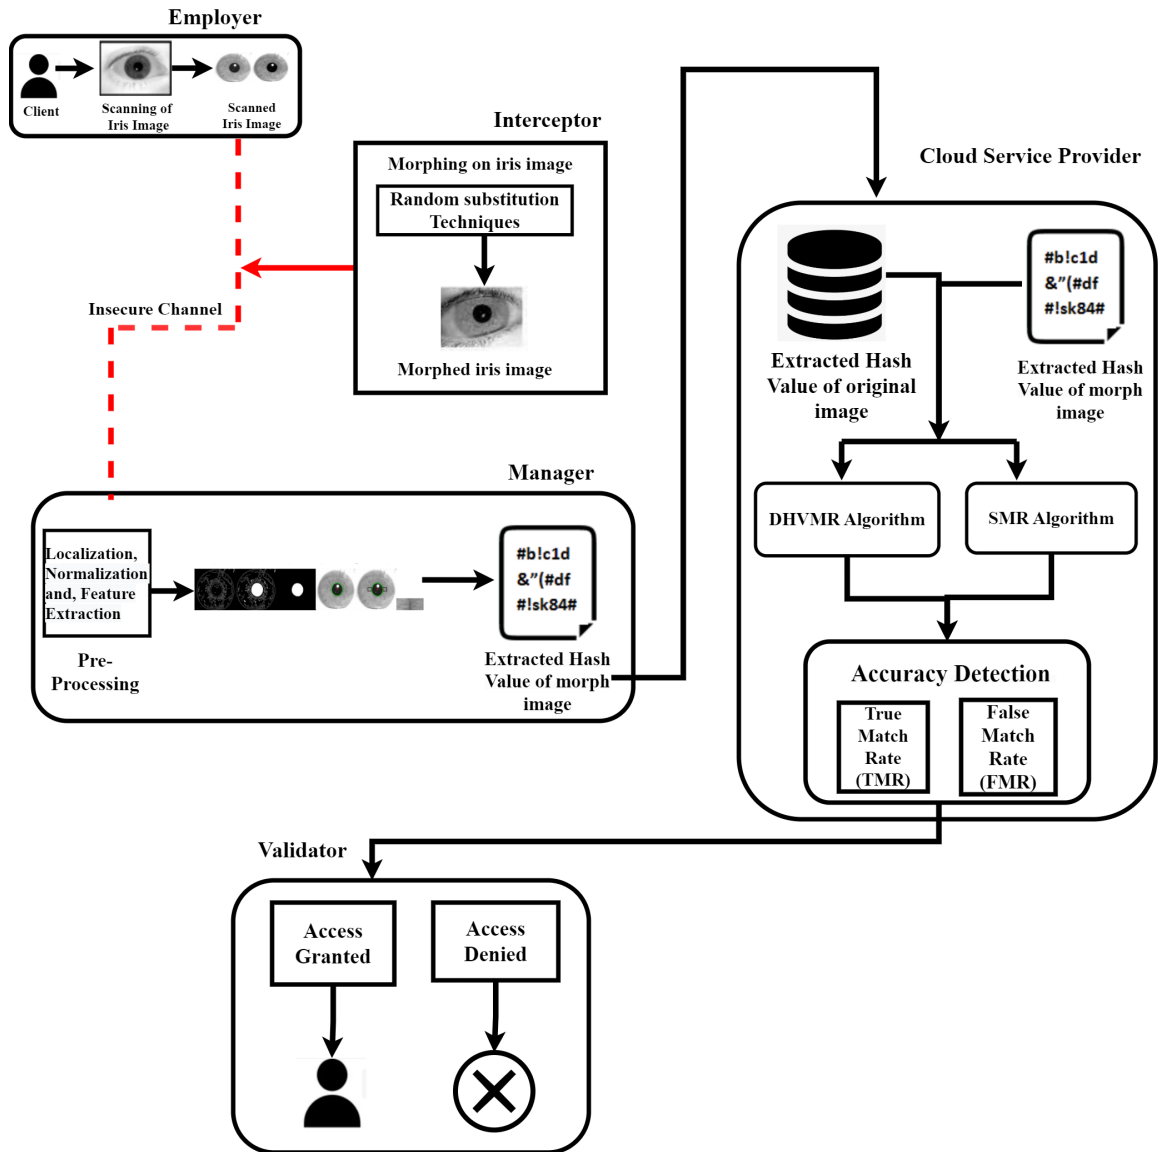 Employer
Client
Scanning of
Iris Image
Scanned
Iris Image
Interceptor
Morphing on iris image
Random substitution
Techniques
Morphed iris image
Insecure Channel
Cloud Service Provider
#b!c1d
&”(#df
#!sk84#
Extracted Hash
Value of original
image
Extracted Hash
Value of morph
image
DHVMR Algorithm
SMR Algorithm
Accuracy Detection
True
Match
Rate
(TMR)
False
Match
Rate
(FMR)
Manager
Localization,
Normalization
and, Feature
Extraction
Pre-
Processing
#b!c1d
&”(#df
#!sk84#
Extracted Hash
Value of morph
image
Validator
Access
Granted
Access
Denied